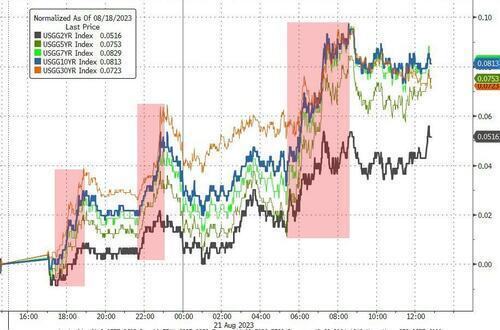 Normalized As Of 08/18/2023
Last Price
USGG2YR Index 0.0516
USGG5YR Index 0.0753
USGG7YR Index 0.0829
USGG10YR Index 0.0813
USGG30YR Index 0.0723
0.10
0.0813
0.0753
0.0723
0.06
0.0516
0.04
0.02
0.00
16:00 18:00 20:00 22:00 00:00 02:00 04:00 06:00 08:00 10:00 12:00
21 Aug 2023